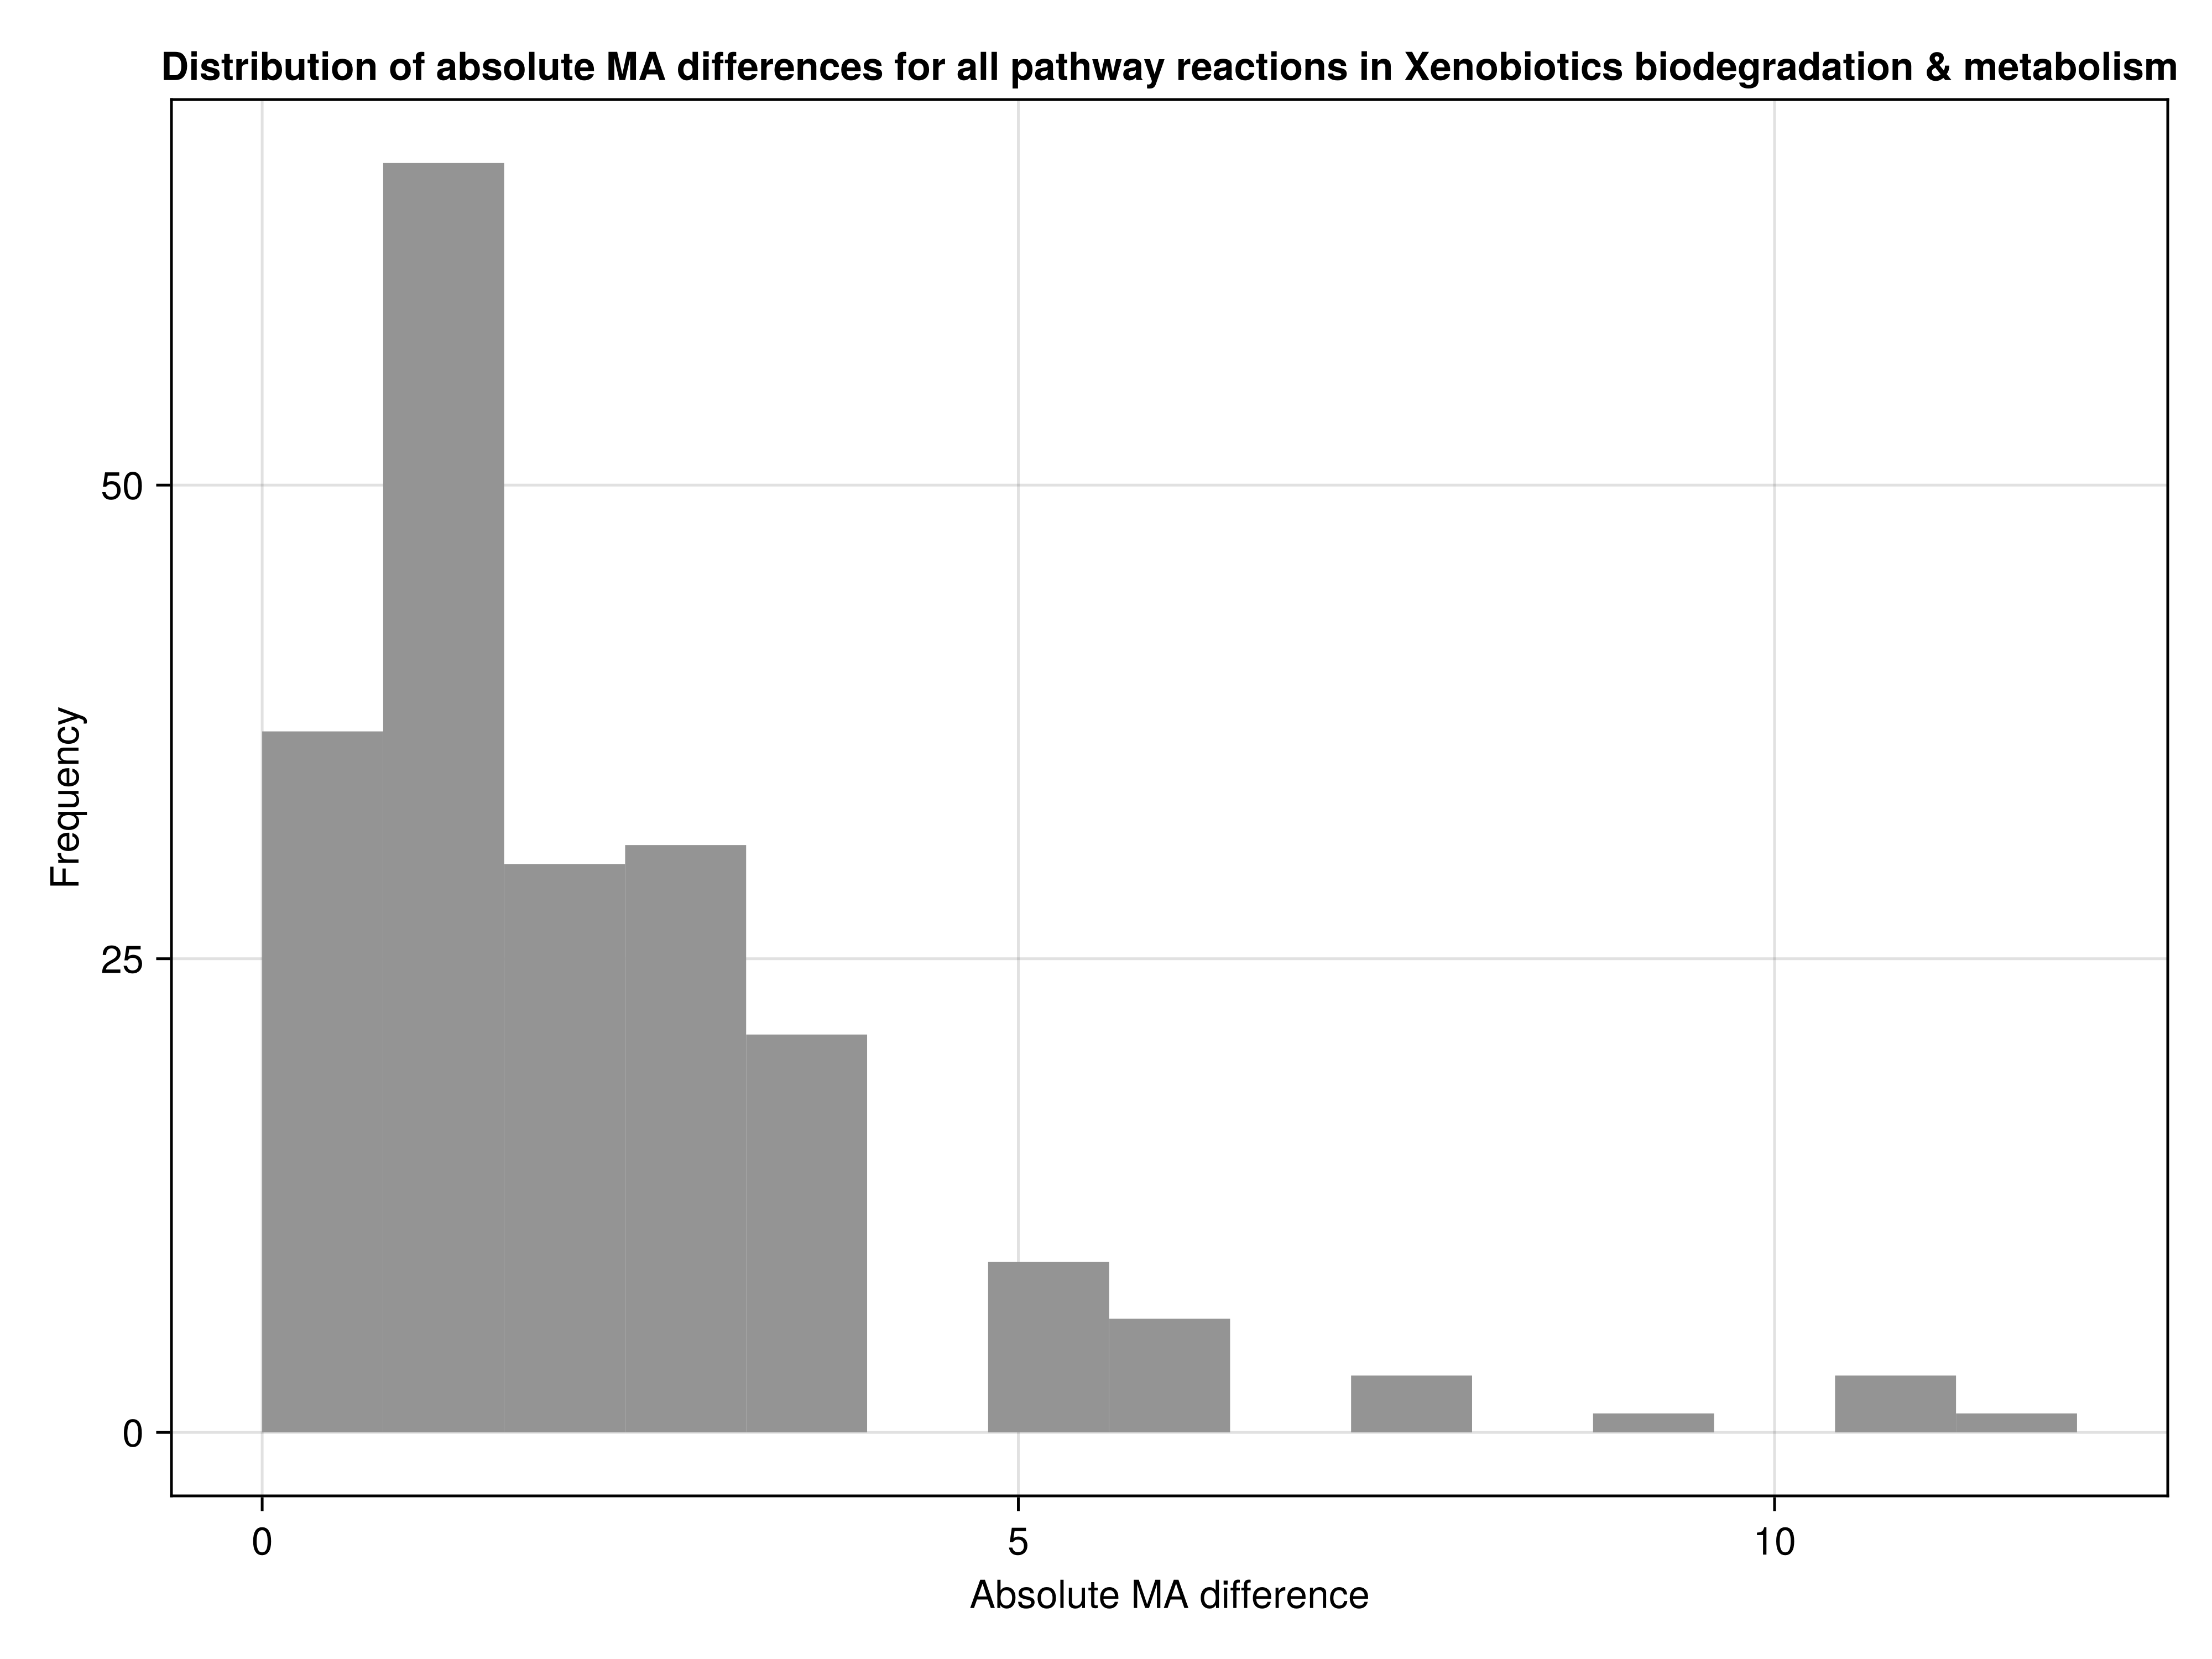 Distribution of absolute MA differences for all pathway reactions in Xenobiotics biodegradation & metabolism
Frequency
50
25
0
0 5 10
Absolute MA difference